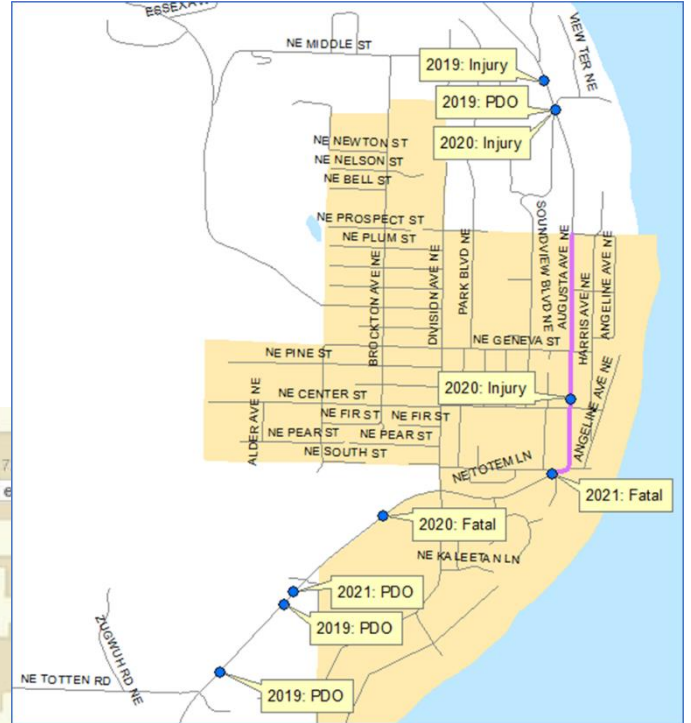 ESSEX A
VIEW TER NE
NE MIDDLE ST
2019: Injury
2019: PDO
2020: Injury
NE NEWTON ST
NE NELSON ST
NE BELL ST
NE PROSPECT ST
NE PLUM ST
BROCKTON AVE NE
DIVISION AVE NE
PARK BLVD NE
SOUNDVIEW BLVD NE
AUGUSTA AVE NE
HARRIS AVE NE
ANGELINE AVE NE
NE GENEVA ST
NE PINE ST
2020: Injury
NE CENTER ST
NE FIR ST
NE FIR ST
ANGELINE AVE NE
ALDER AVE NE
NE PEAR ST
NE PEAR ST
NE SOUTH ST
NE TOTEM LN
7
e
2021: Fatal
2020: Fatal
NE KALEETAN LN
2021: PDO
2019: PDO
ZUGWUH RD NE
NE TOTTEN RD
2019: PDO